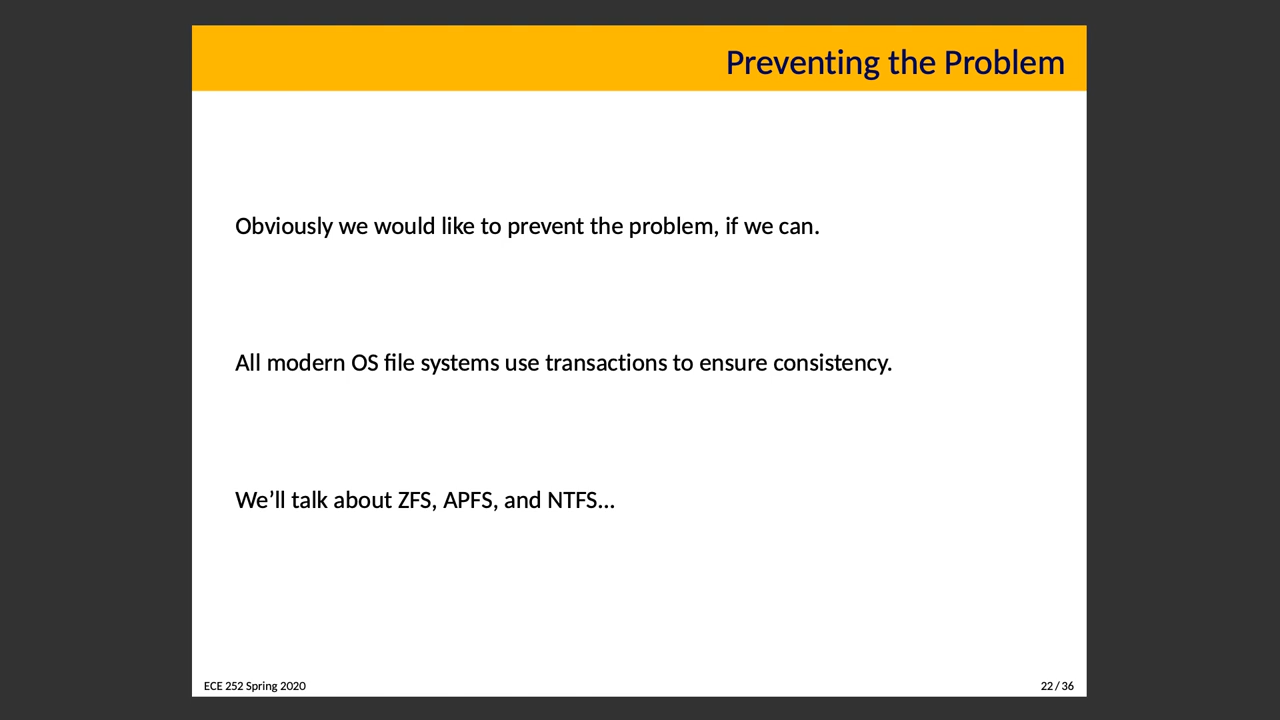 Preventing the Problem
Obviously we would like to prevent the problem, if we can.
All modern OS file systems use transactions to ensure consistency.
We’ll talk about ZFS, APFS, and NTFS...
ECE 252 Spring 2020
22 / 36